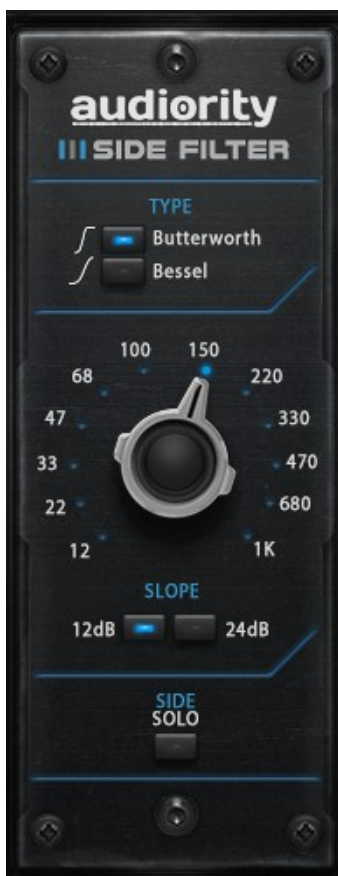 audiority
SIDE FILTER
TYPE
Butterworth
Bessel
100 150
68 220
47 330
33 470
22 680
12 1K
SLOPE
12dB 24dB
SIDE
SOLO